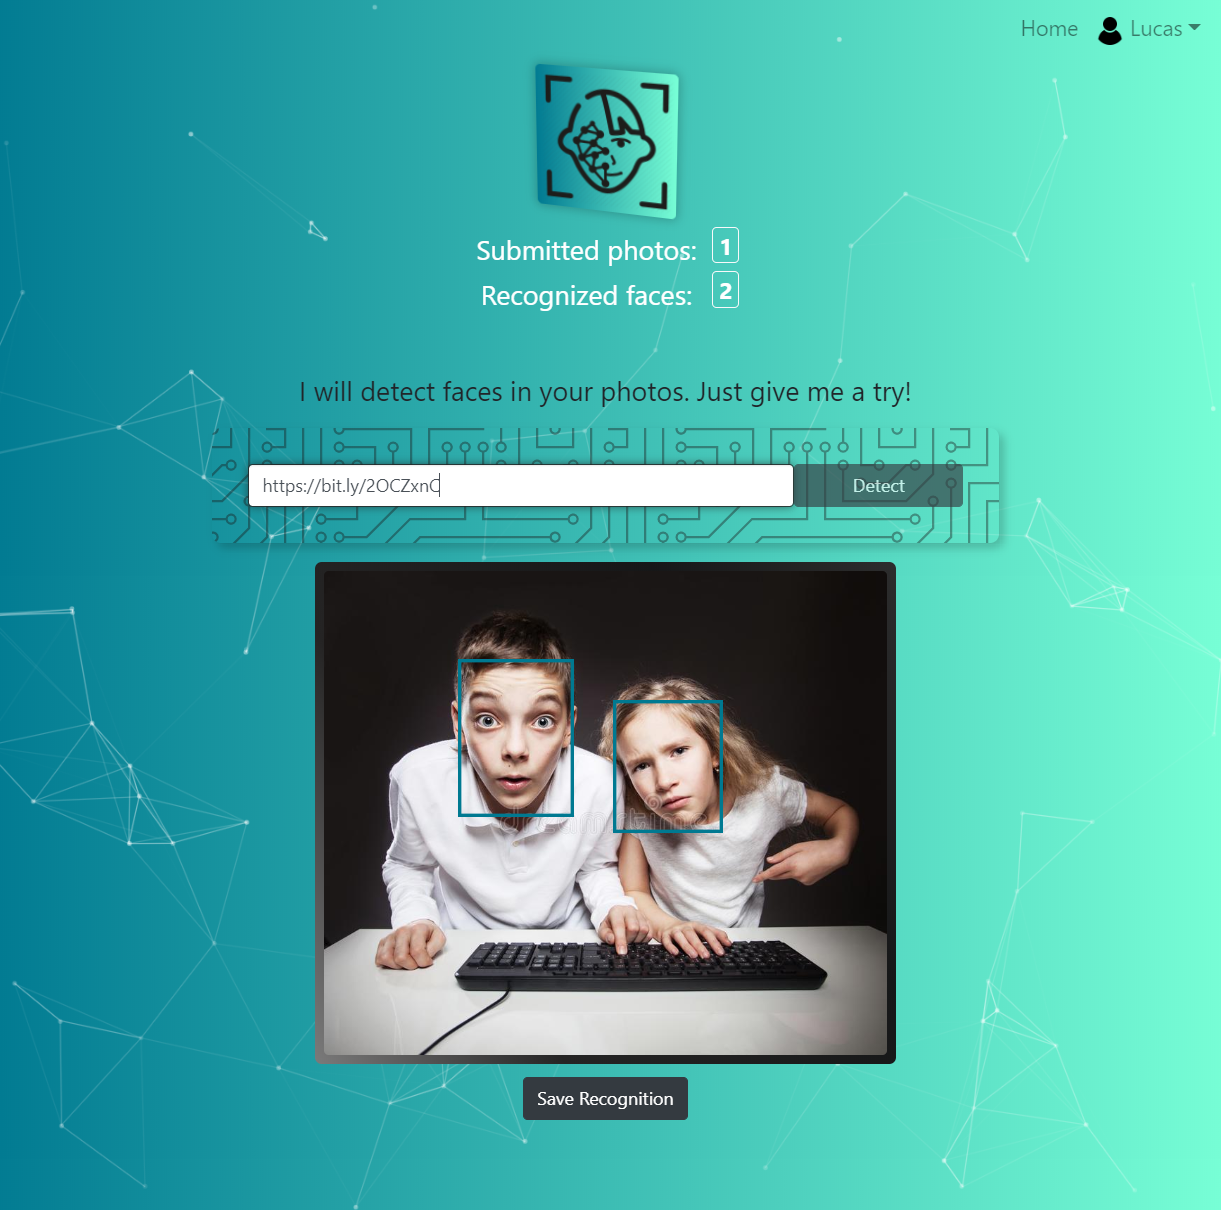 Home Lucas
Submitted photos: 1
Recognized faces: 2
I will detect faces in your photos. Just give me a try!
https://bit.ly/2OCZxnC Detect
dreamstime
Save Recognition